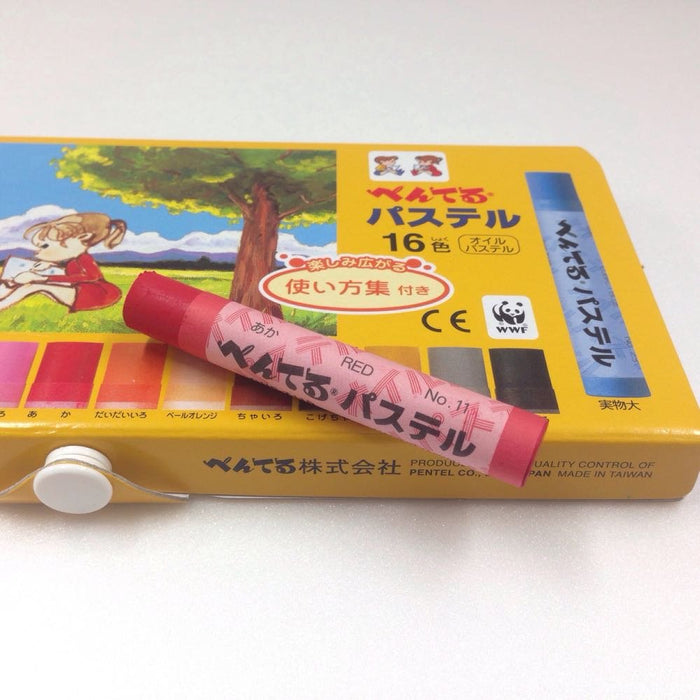 ぺんてる®
パステル
16色
しょく
オイル
パステル
楽しみ広がる
使い方集 付き
CE
WWF
ぺんてる・パステル
実物大
あか
RED
No. 11
ぺんてる パステル
あ か
だいだいいろ
ペールオレンジ
ちゃいろ
ぺんてる株式会社
QUALITY CONTROL OF
PENTEL CO.,
MADE IN TAIWAN